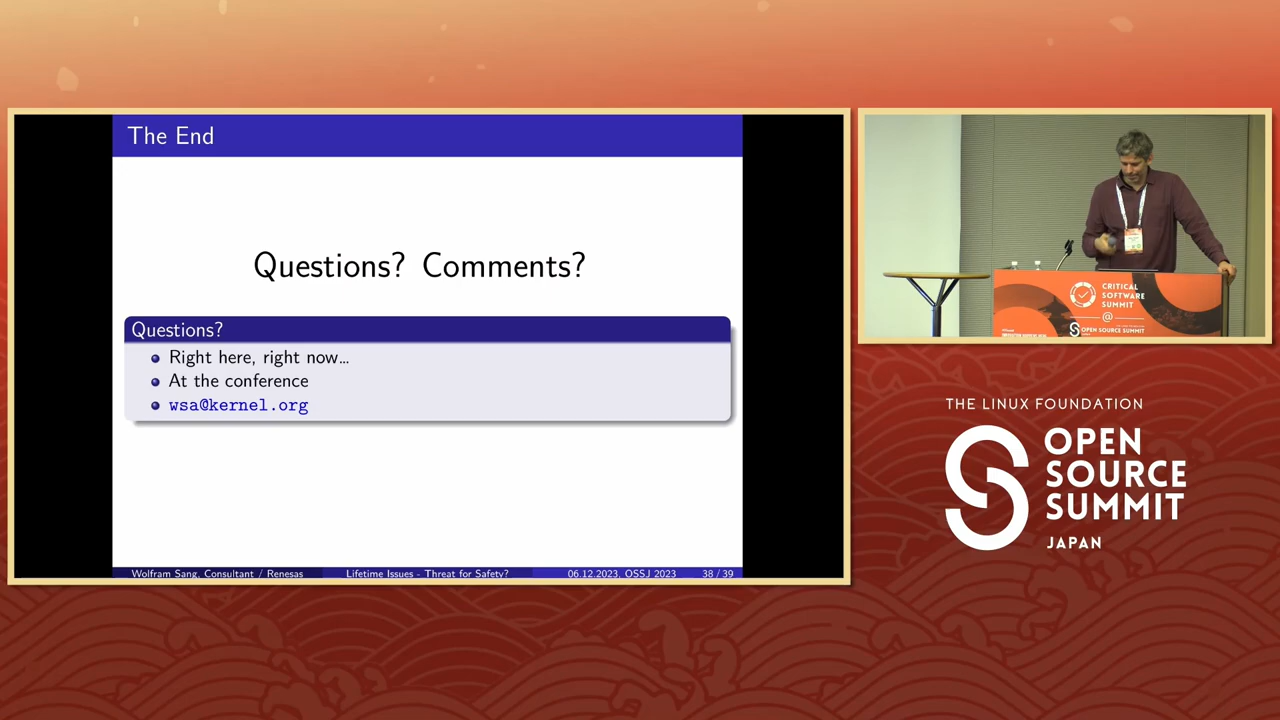 The End
Questions? Comments?
Questions?
Right here, right now...
At the conference
wsa@kernel.org
Wolfram Sang, Consultant / Renesas
Lifetime Issues - Threat for Safety?
06.12.2023, OSSJ 2023
38 / 39
CRITICAL
SOFTWARE
SUMMIT
@
OPEN SOURCE SUMMIT
THE LINUX FOUNDATION
OPEN
SOURCE
SUMMIT
JAPAN